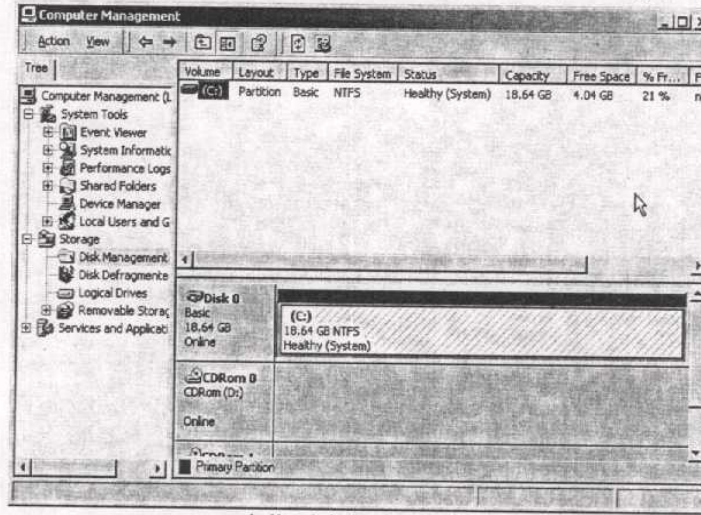 Computer Management
Action View
Tree
Computer Management (L
System Tools
Event Viewer
System Informatic
Performance Logs
Shared Folders
Device Manager
Local Users and G
Storage
Disk Management
Disk Defragmente
Logical Drives
Removable Storag
Services and Applicati
Volume Layout Type File System Status Capacity Free Space % Fr... F
(C:) Partition Basic NTFS Healthy (System) 18.64 GB 4.04 GB 21 % n
Disk 0
Basic
18.64 GB
Online
(C:)
18.64 GB NTFS
Healthy (System)
CDRom 0
CDRom (D:)
Online
Primary Partition